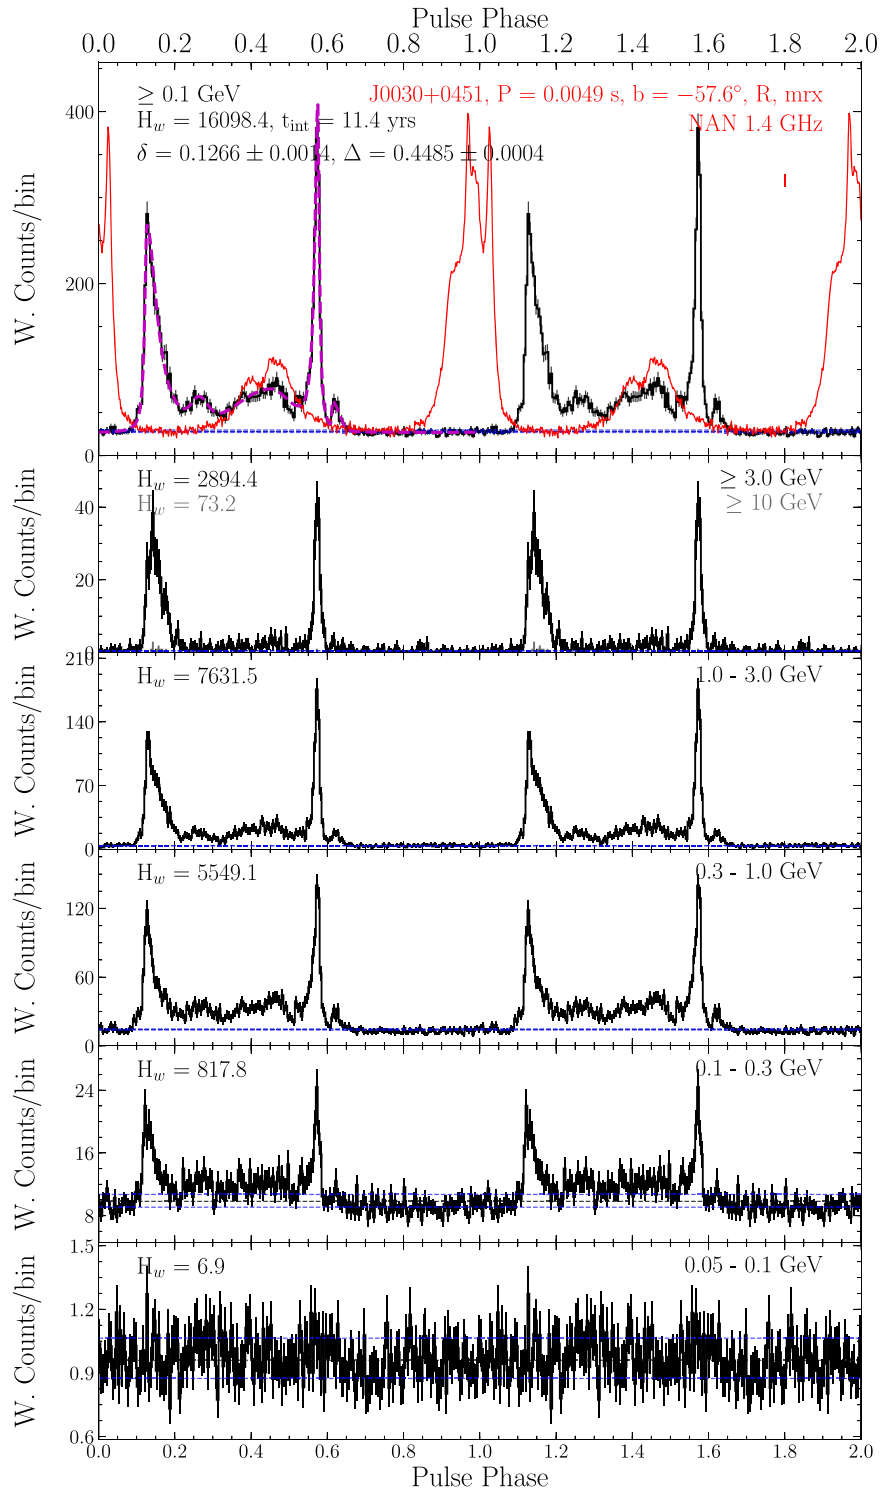 Pulse Phase
0.0 0.2 0.4 0.6 0.8 1.0 1.2 1.4 1.6 1.8 2.0
≥ 0.1 GeV
J0030+0451, P = 0.0049 s, b = −57.6°, R, mrx
H_w = 16098.4, t_int = 11.4 yrs
NAN 1.4 GHz
δ = 0.1266 ± 0.0014, Δ = 0.4485 ± 0.0004
W. Counts/bin
400
200
0
H_w = 2894.4
≥ 3.0 GeV
H_w = 73.2
≥ 10 GeV
W. Counts/bin
40
20
0
H_w = 7631.5
1.0 - 3.0 GeV
W. Counts/bin
210
140
70
0
H_w = 5549.1
0.3 - 1.0 GeV
W. Counts/bin
120
60
0
H_w = 817.8
0.1 - 0.3 GeV
W. Counts/bin
24
16
8
H_w = 6.9
0.05 - 0.1 GeV
W. Counts/bin
1.5
1.2
0.9
0.6
0.0 0.2 0.4 0.6 0.8 1.0 1.2 1.4 1.6 1.8 2.0
Pulse Phase